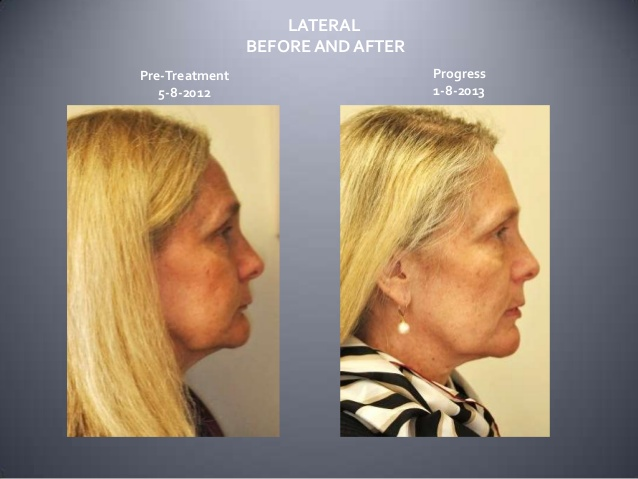 LATERAL
BEFORE AND AFTER
Pre-Treatment
5-8-2012
Progress
1-8-2013